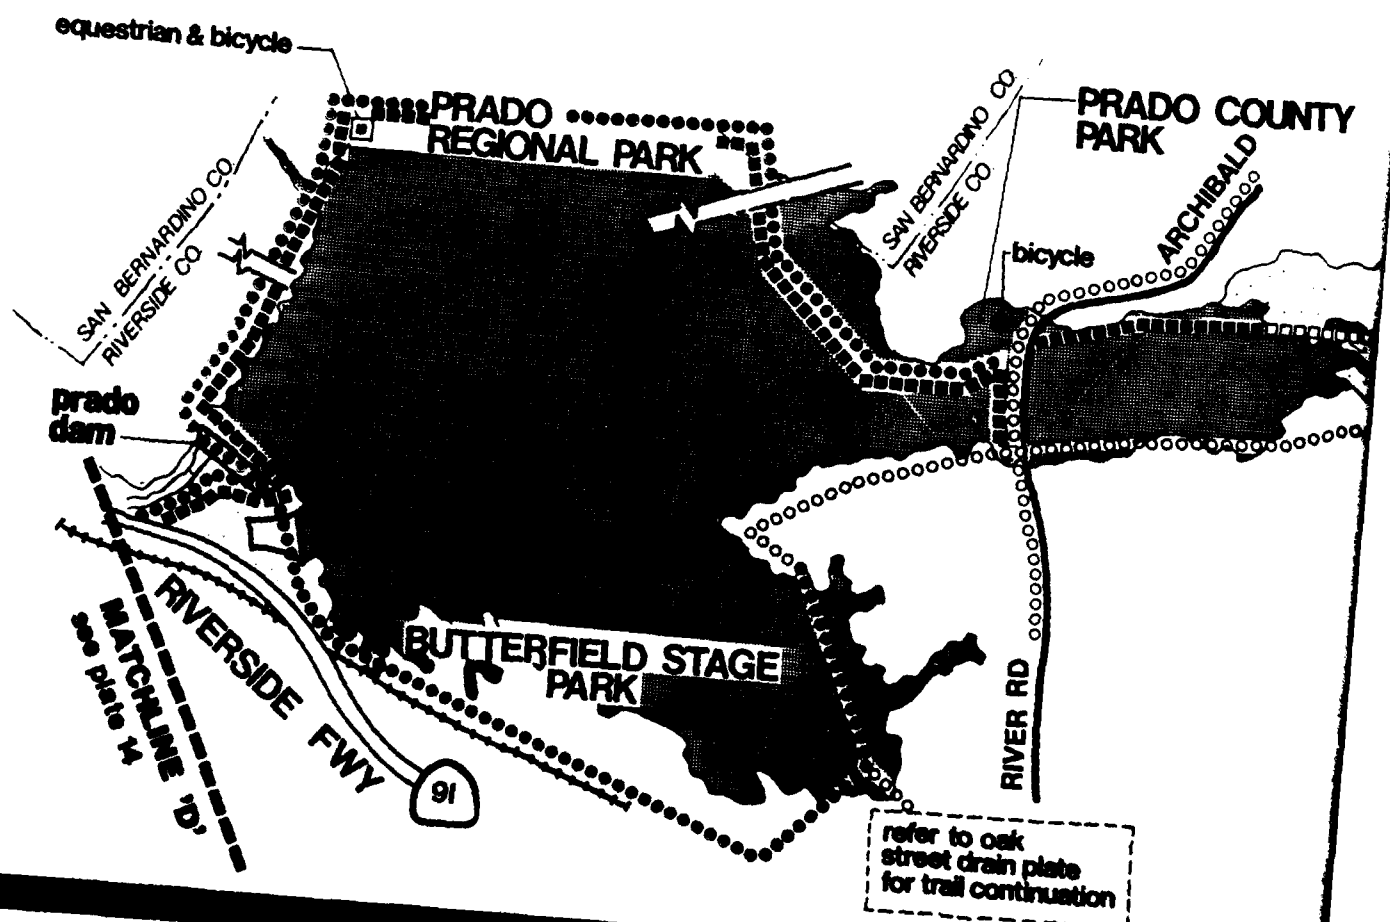 equestrian & bicycle
PRADO
REGIONAL PARK
SAN BERNARDINO CO.
RIVERSIDE CO.
PRADO COUNTY
PARK
ARCHIBALD
SAN BERNARDINO CO.
RIVERSIDE CO.
bicycle
prado
dam
MATCHLINE 'D'
see plate 14
RIVERSIDE FWY
91
BUTTERFIELD STAGE
PARK
RIVER RD
refer to oak
street drain plate
for trail continuation